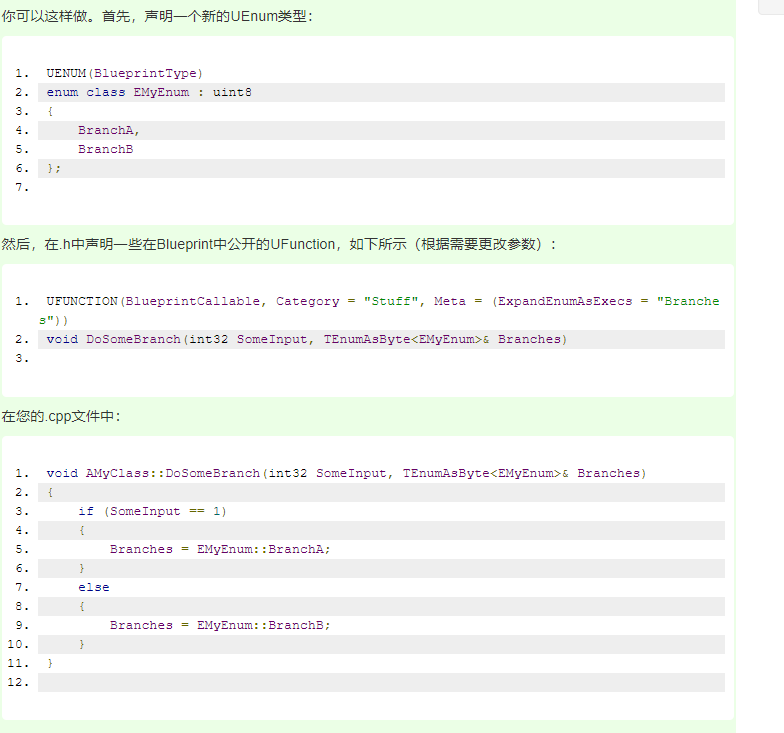 你可以这样做。首先，声明一个新的UEnum类型：
1. UENUM(BlueprintType)
2. enum class EMyEnum : uint8
3. {
4.     BranchA,
5.     BranchB
6. };
7.
然后，在.h中声明一些在Blueprint中公开的UFunction，如下所示（根据需要更改参数）：
1. UFUNCTION(BlueprintCallable, Category = "Stuff", Meta = (ExpandEnumAsExecs = "Branche
s"))
2. void DoSomeBranch(int32 SomeInput, TEnumAsByte<EMyEnum>& Branches)
3.
在您的.cpp文件中：
1. void AMyClass::DoSomeBranch(int32 SomeInput, TEnumAsByte<EMyEnum>& Branches)
2. {
3.     if (SomeInput == 1)
4.     {
5.         Branches = EMyEnum::BranchA;
6.     }
7.     else
8.     {
9.         Branches = EMyEnum::BranchB;
10.     }
11. }
12.